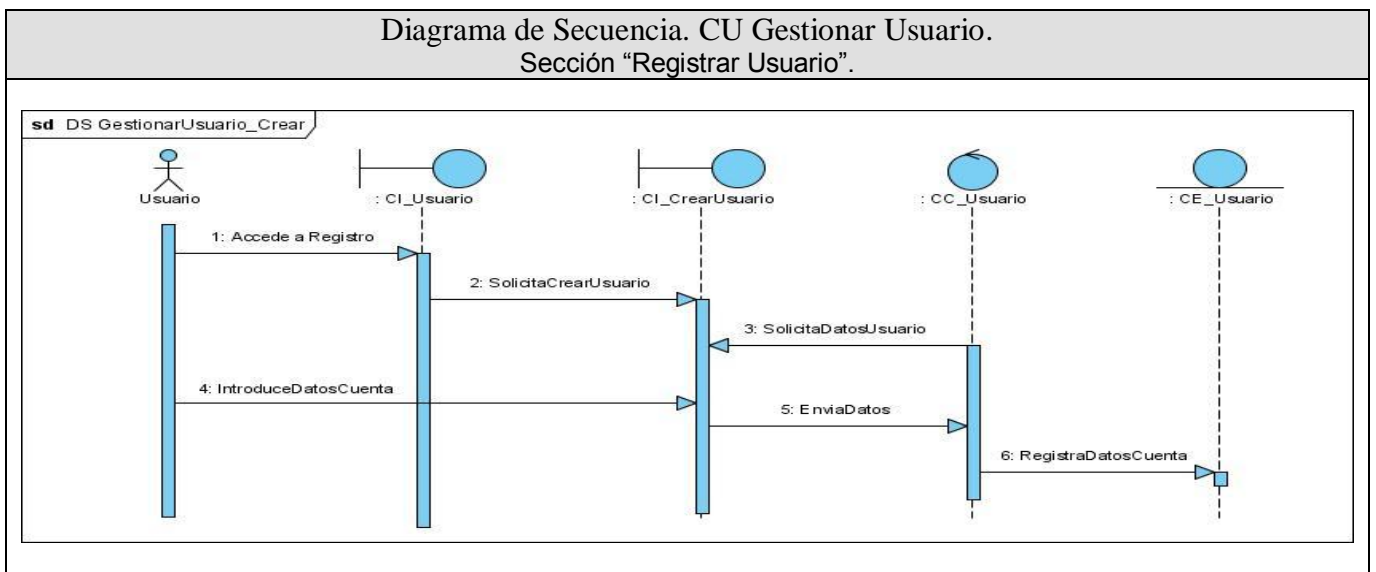 Diagrama de Secuencia. CU Gestionar Usuario.
Sección “Registrar Usuario”.
sd DS GestionarUsuario_Crear
Usuario
: CI_Usuario
: CI_CrearUsuario
: CC_Usuario
: CE_Usuario
1: Accede a Registro
2: SolicitaCrearUsuario
3: SolicitaDatosUsuario
4: IntroduceDatosCuenta
5: EnviaDatos
6: RegistraDatosCuenta